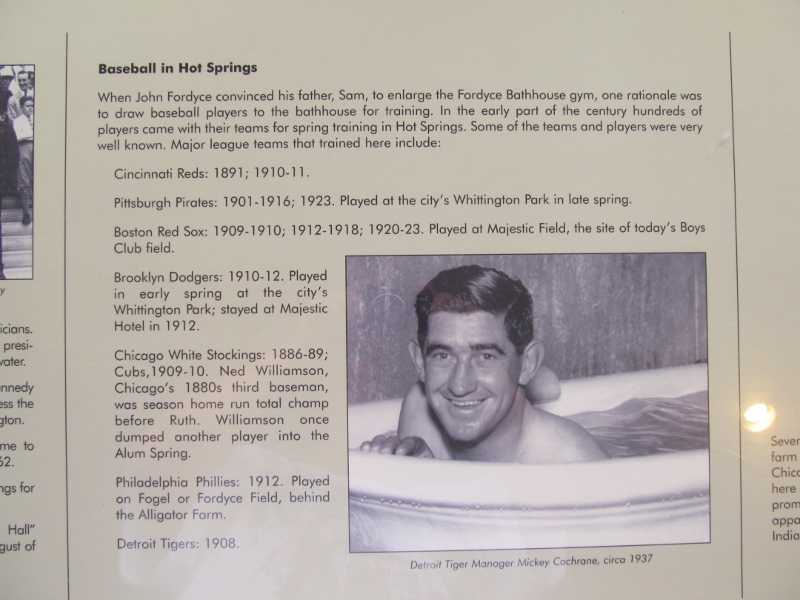 Baseball in Hot Springs
When John Fordyce convinced his father, Sam, to enlarge the Fordyce Bathhouse gym, one rationale was
to draw baseball players to the bathhouse for training. In the early part of the century hundreds of
players came with their teams for spring training in Hot Springs. Some of the teams and players were very
well known. Major league teams that trained here include:
Cincinnati Reds: 1891; 1910-11.
Pittsburgh Pirates: 1901-1916; 1923. Played at the city's Whittington Park in late spring.
Boston Red Sox: 1909-1910; 1912-1918; 1920-23. Played at Majestic Field, the site of today's Boys
Club field.
Brooklyn Dodgers: 1910-12. Played
in early spring at the city's
Whittington Park; stayed at Majestic
Hotel in 1912.
Chicago White Stockings: 1886-89;
Cubs,1909-10. Ned Williamson,
Chicago's 1880s third baseman,
was season home run total champ
before Ruth. Williamson once
dumped another player into the
Alum Spring.
Philadelphia Phillies: 1912. Played
on Fogel or Fordyce Field, behind
the Alligator Farm.
Detroit Tigers: 1908.
Detroit Tiger Manager Mickey Cochrane, circa 1937
y
icians.
presi-
vater.
nnedy
ess the
gton.
me to
62.
ngs for
Hall"
gust of
Sever
farm
Chica
here
prom
appa
India